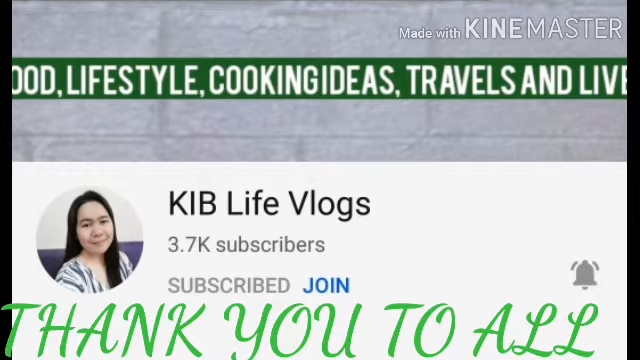 Made with KINEMASTER
OOD, LIFESTYLE, COOKINGIDEAS, TRAVELS AND LIVE
KIB Life Vlogs
3.7K subscribers
SUBSCRIBED JOIN
THANK YOU TO ALL